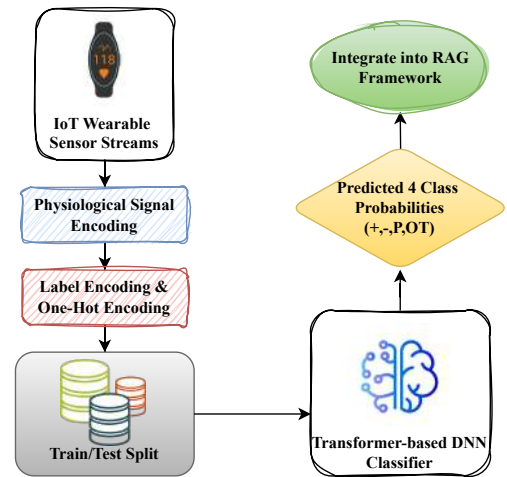 118
IoT Wearable
Sensor Streams
Physiological Signal
Encoding
Label Encoding &
One-Hot Encoding
Train/Test Split
Transformer-based DNN
Classifier
Predicted 4 Class
Probabilities
(+,-,P,OT)
Integrate into RAG
Framework